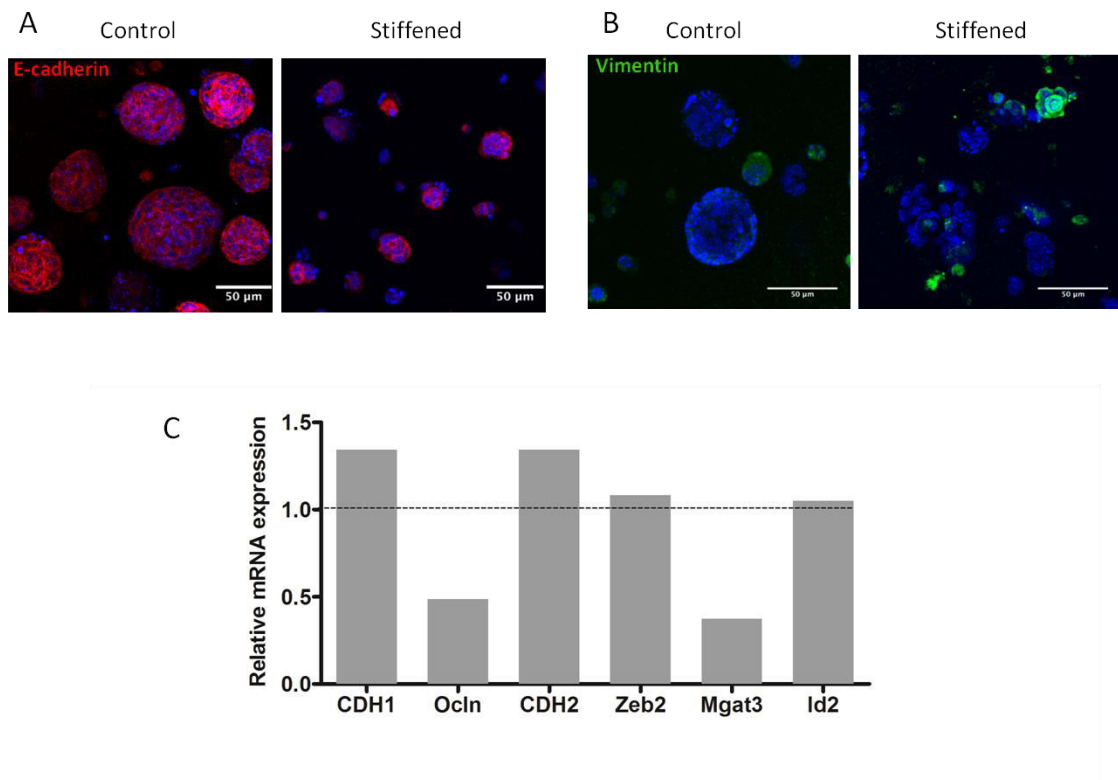 A
Control
Stiffened
B
Control
Stiffened
E-cadherin
Vimentin
50 µm
50 µm
50 µm
50 µm
C
Relative mRNA expression
1.5
1.0
0.5
0.0
CDH1 Ocln CDH2 Zeb2 Mgat3 Id2